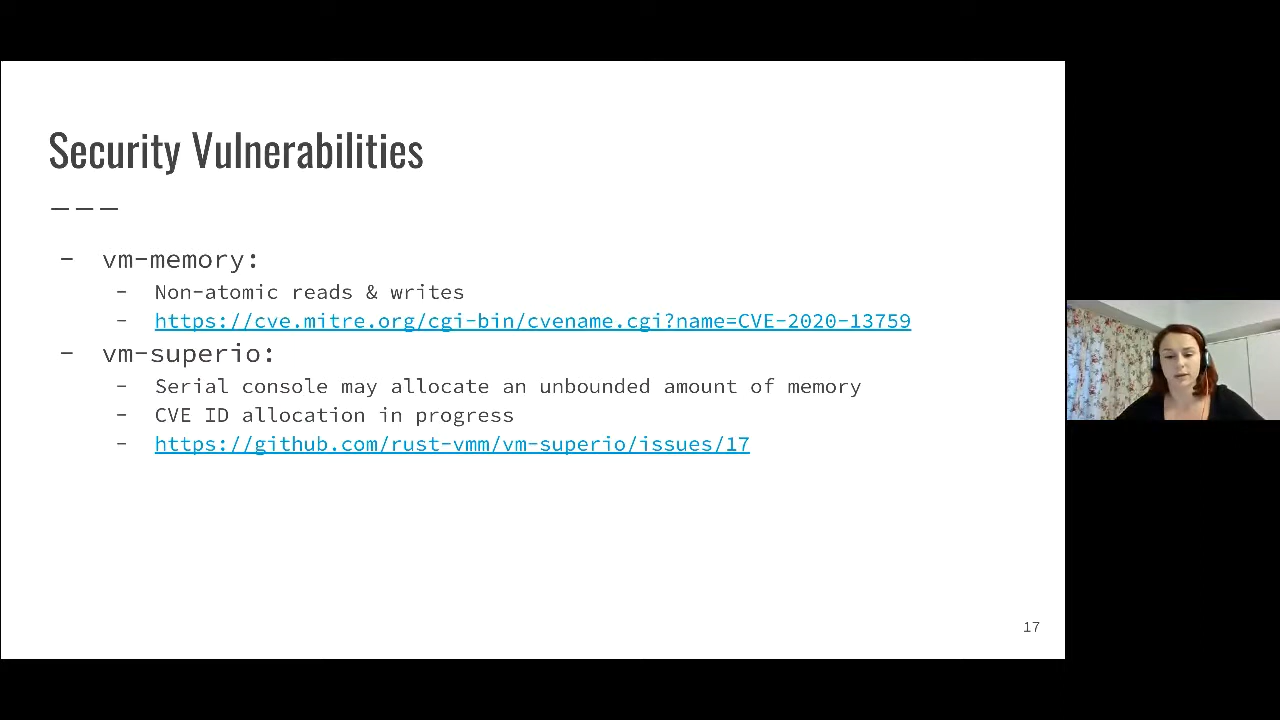 Security Vulnerabilities
- vm-memory:
- Non-atomic reads & writes
- https://cve.mitre.org/cgi-bin/cvename.cgi?name=CVE-2020-13759
- vm-superio:
- Serial console may allocate an unbounded amount of memory
- CVE ID allocation in progress
- https://github.com/rust-vmm/vm-superio/issues/17
17